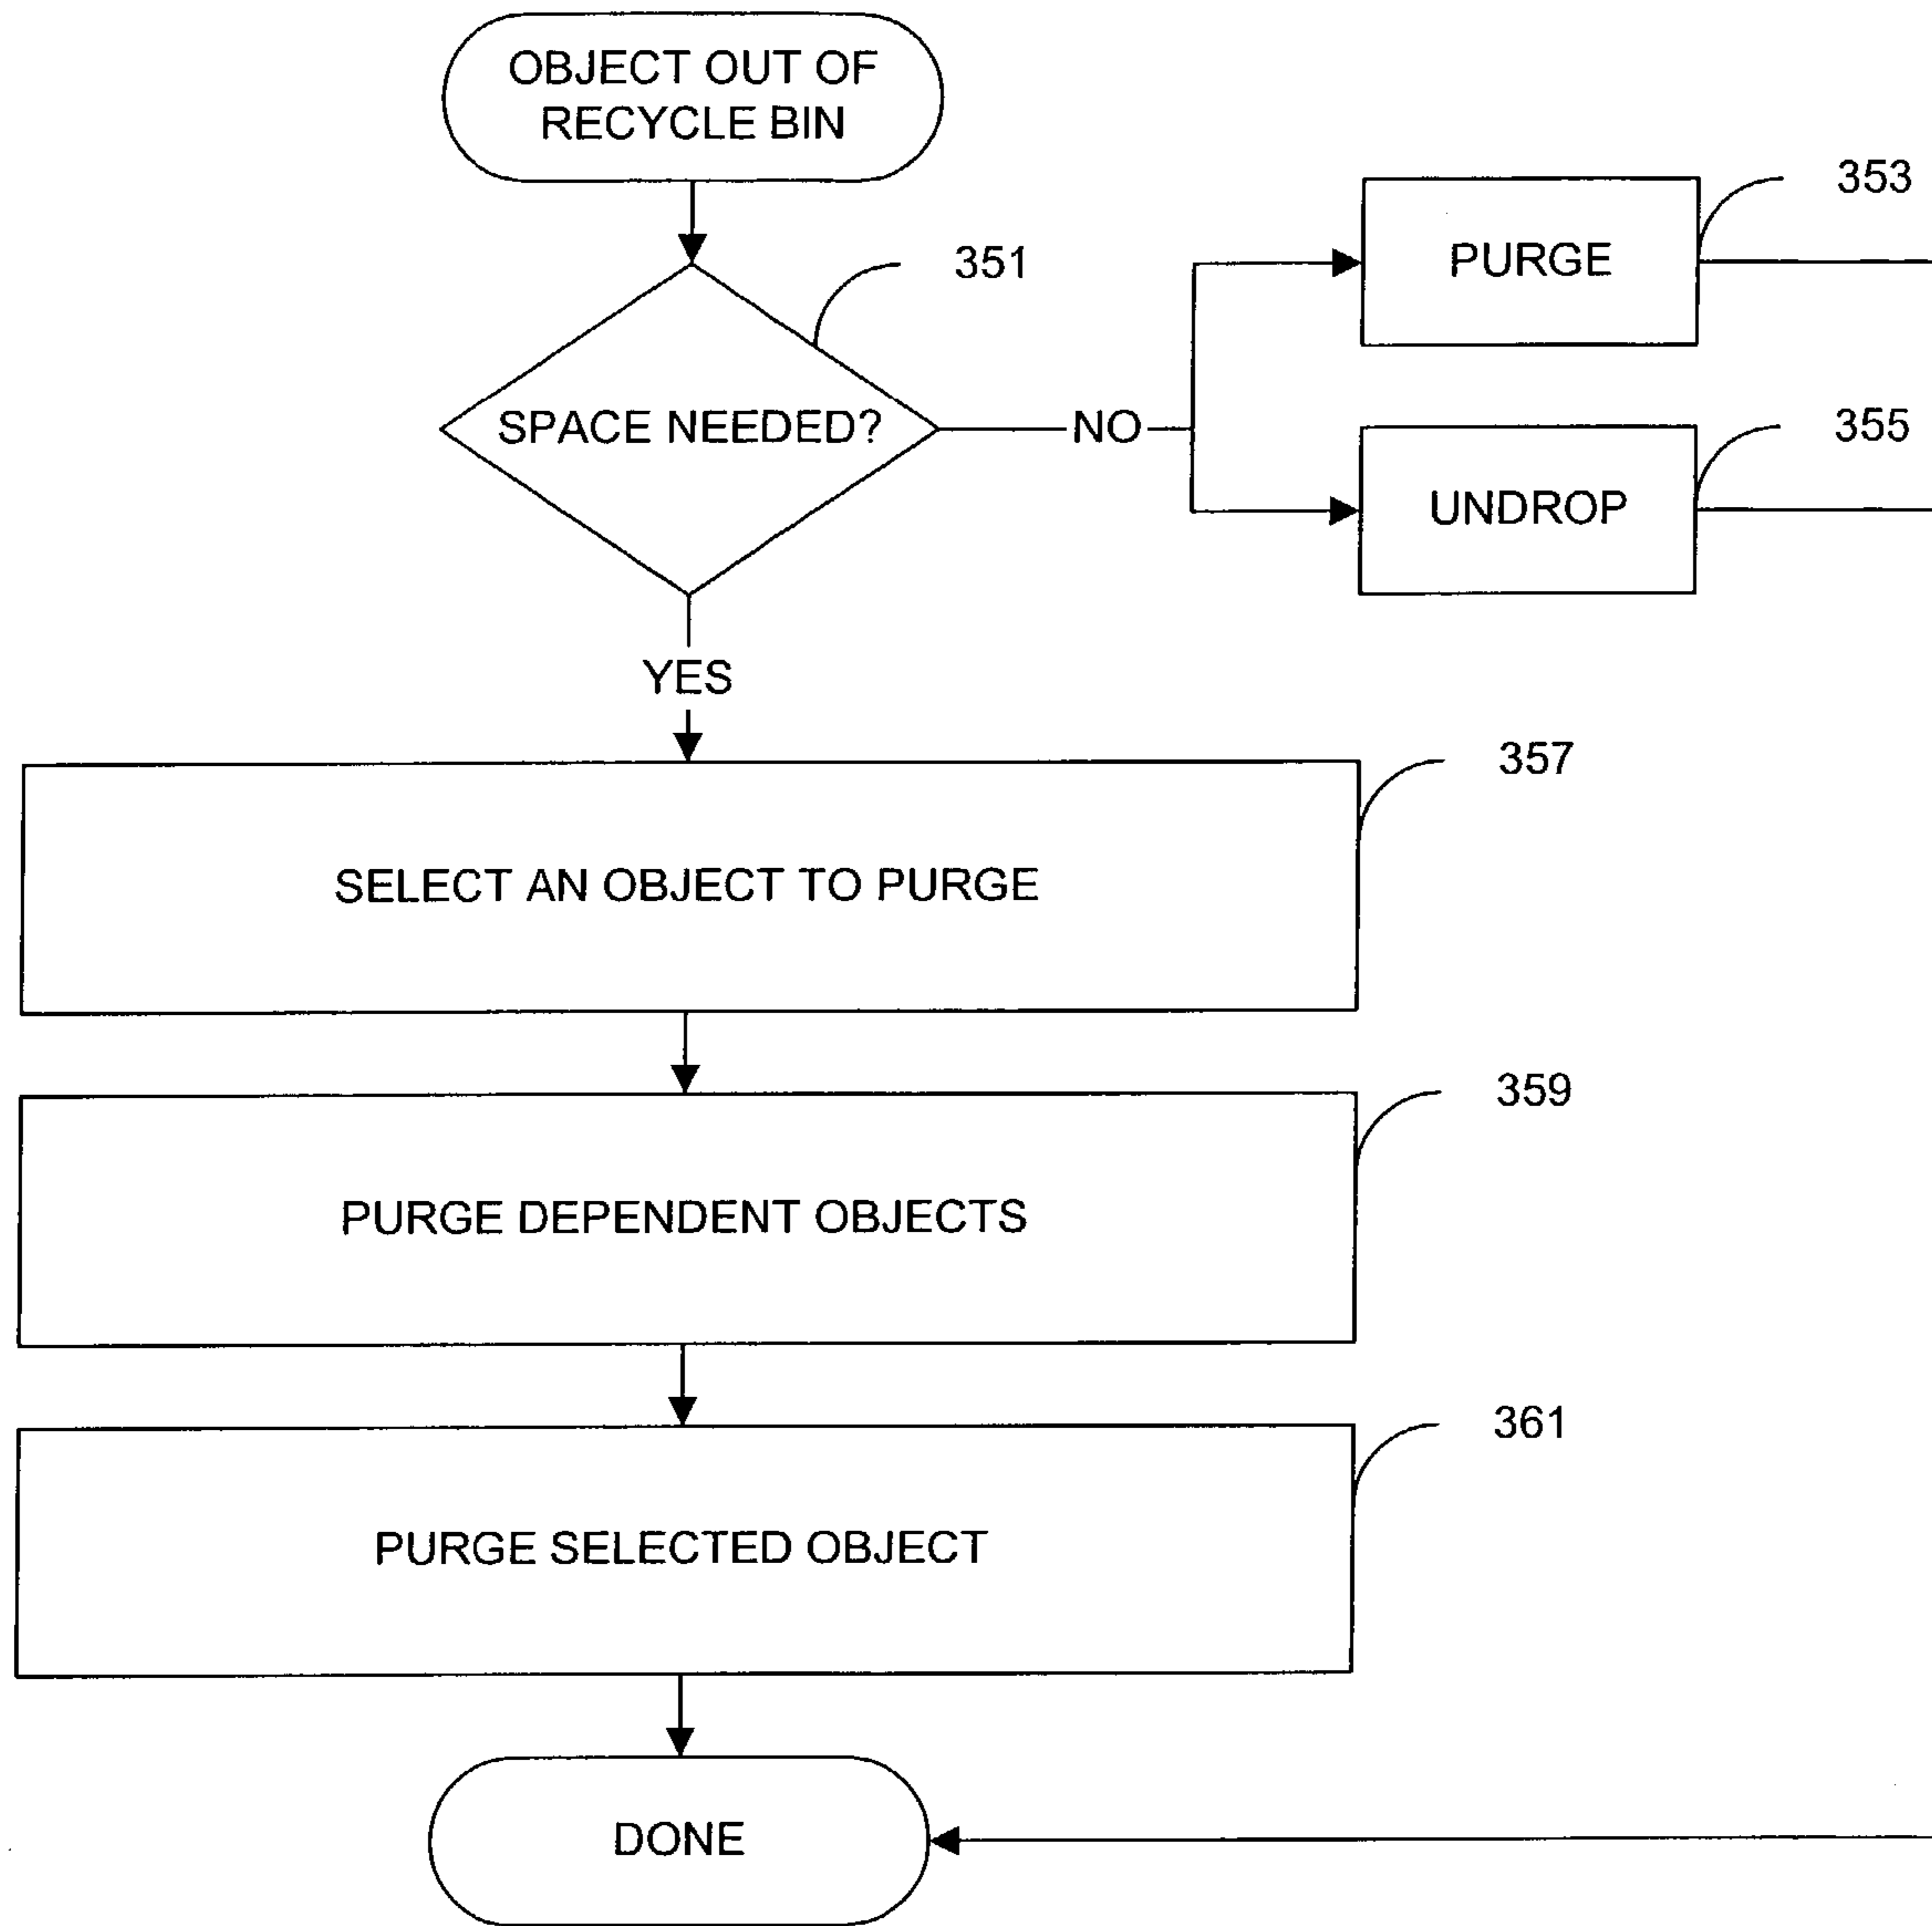 OBJECT OUT OF
RECYCLE BIN
353
351
PURGE
SPACE NEEDED?
NO
355
UNDROP
YES
357
SELECT AN OBJECT TO PURGE
359
PURGE DEPENDENT OBJECTS
361
PURGE SELECTED OBJECT
DONE